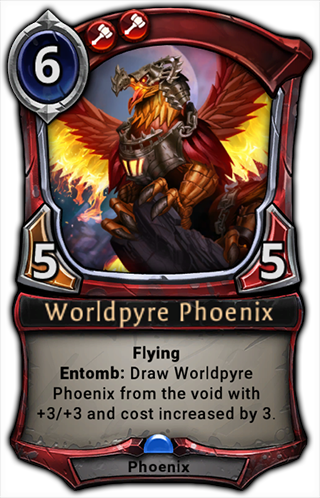 6
5
5
Worldpyre Phoenix
Flying
Entomb: Draw Worldpyre
Phoenix from the void with
+3/+3 and cost increased by 3.
Phoenix